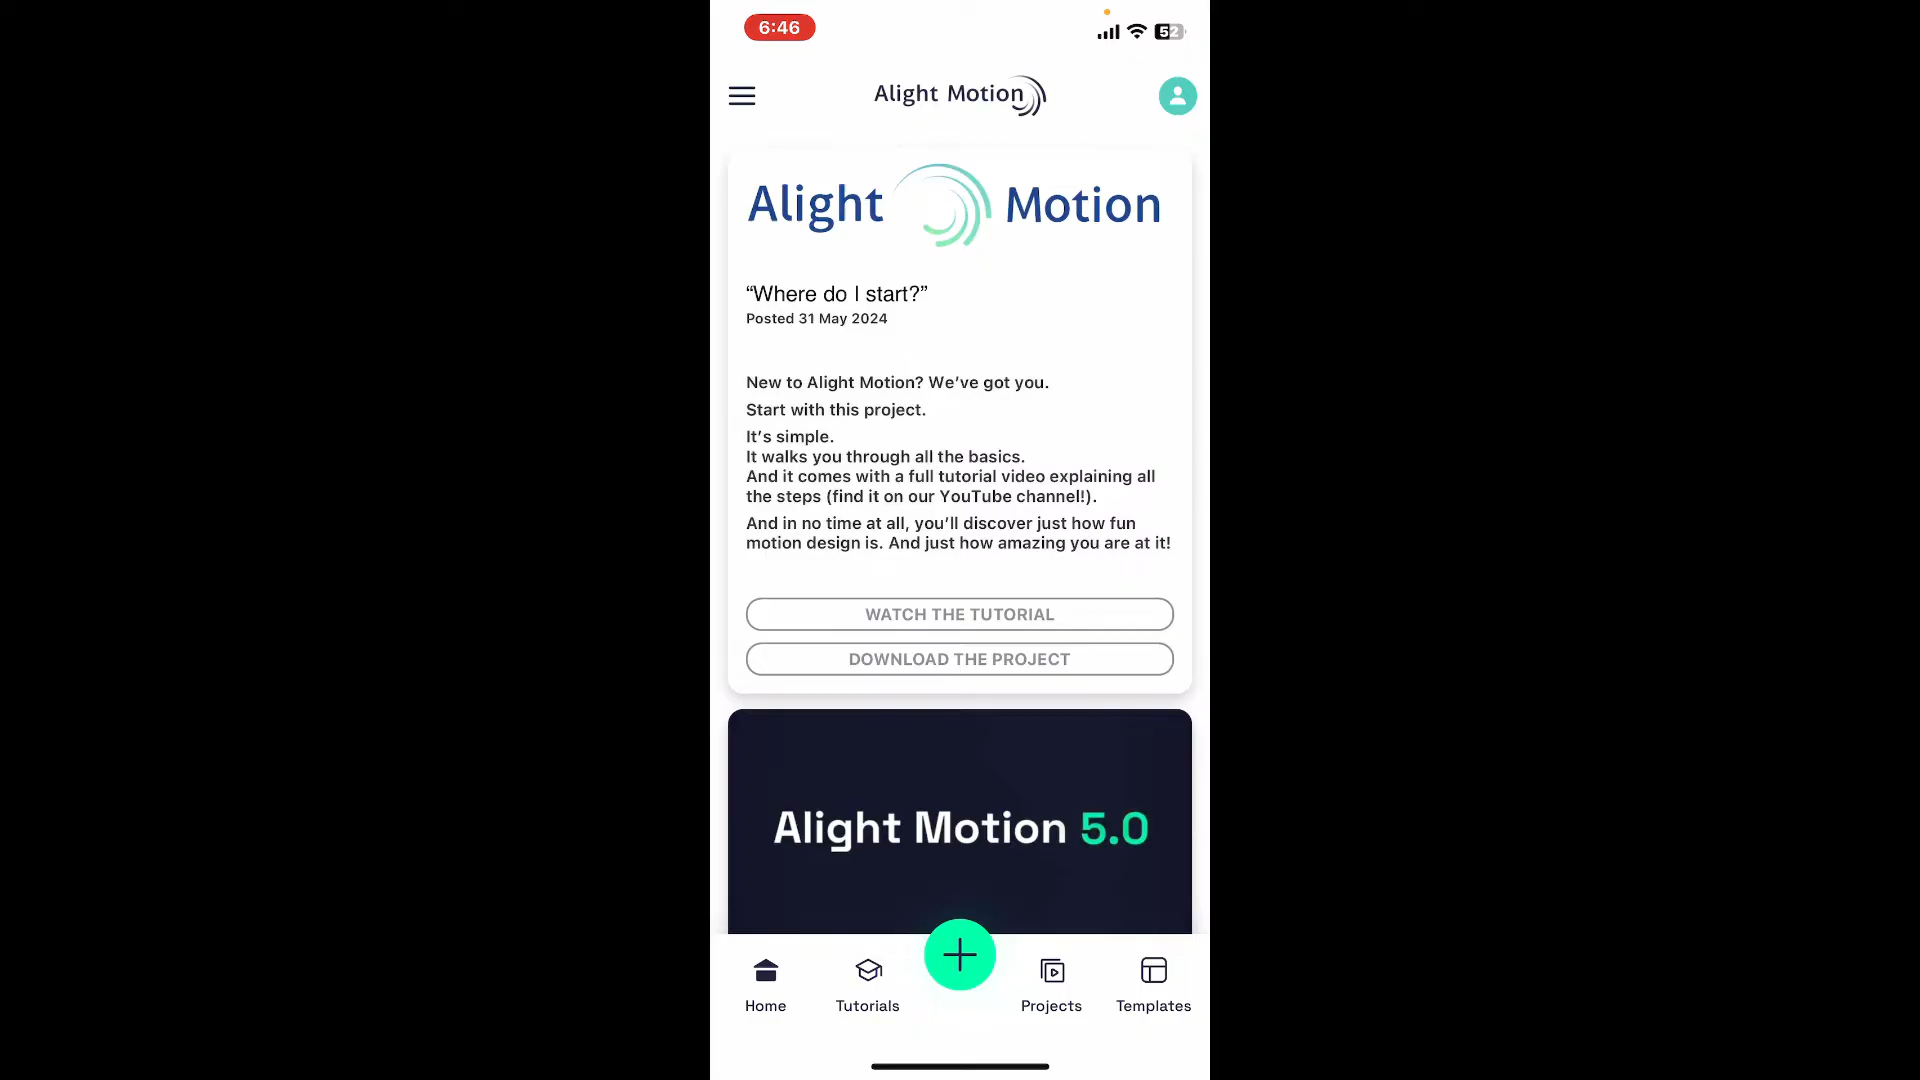 6:46
52
Alight Motion
Alight Motion
“Where do I start?”
Posted 31 May 2024
New to Alight Motion? We’ve got you.
Start with this project.
It’s simple.
It walks you through all the basics.
And it comes with a full tutorial video explaining all
the steps (find it on our YouTube channel!).
And in no time at all, you’ll discover just how fun
motion design is. And just how amazing you are at it!
WATCH THE TUTORIAL
DOWNLOAD THE PROJECT
Alight Motion 5.0
Home
Tutorials
Projects
Templates